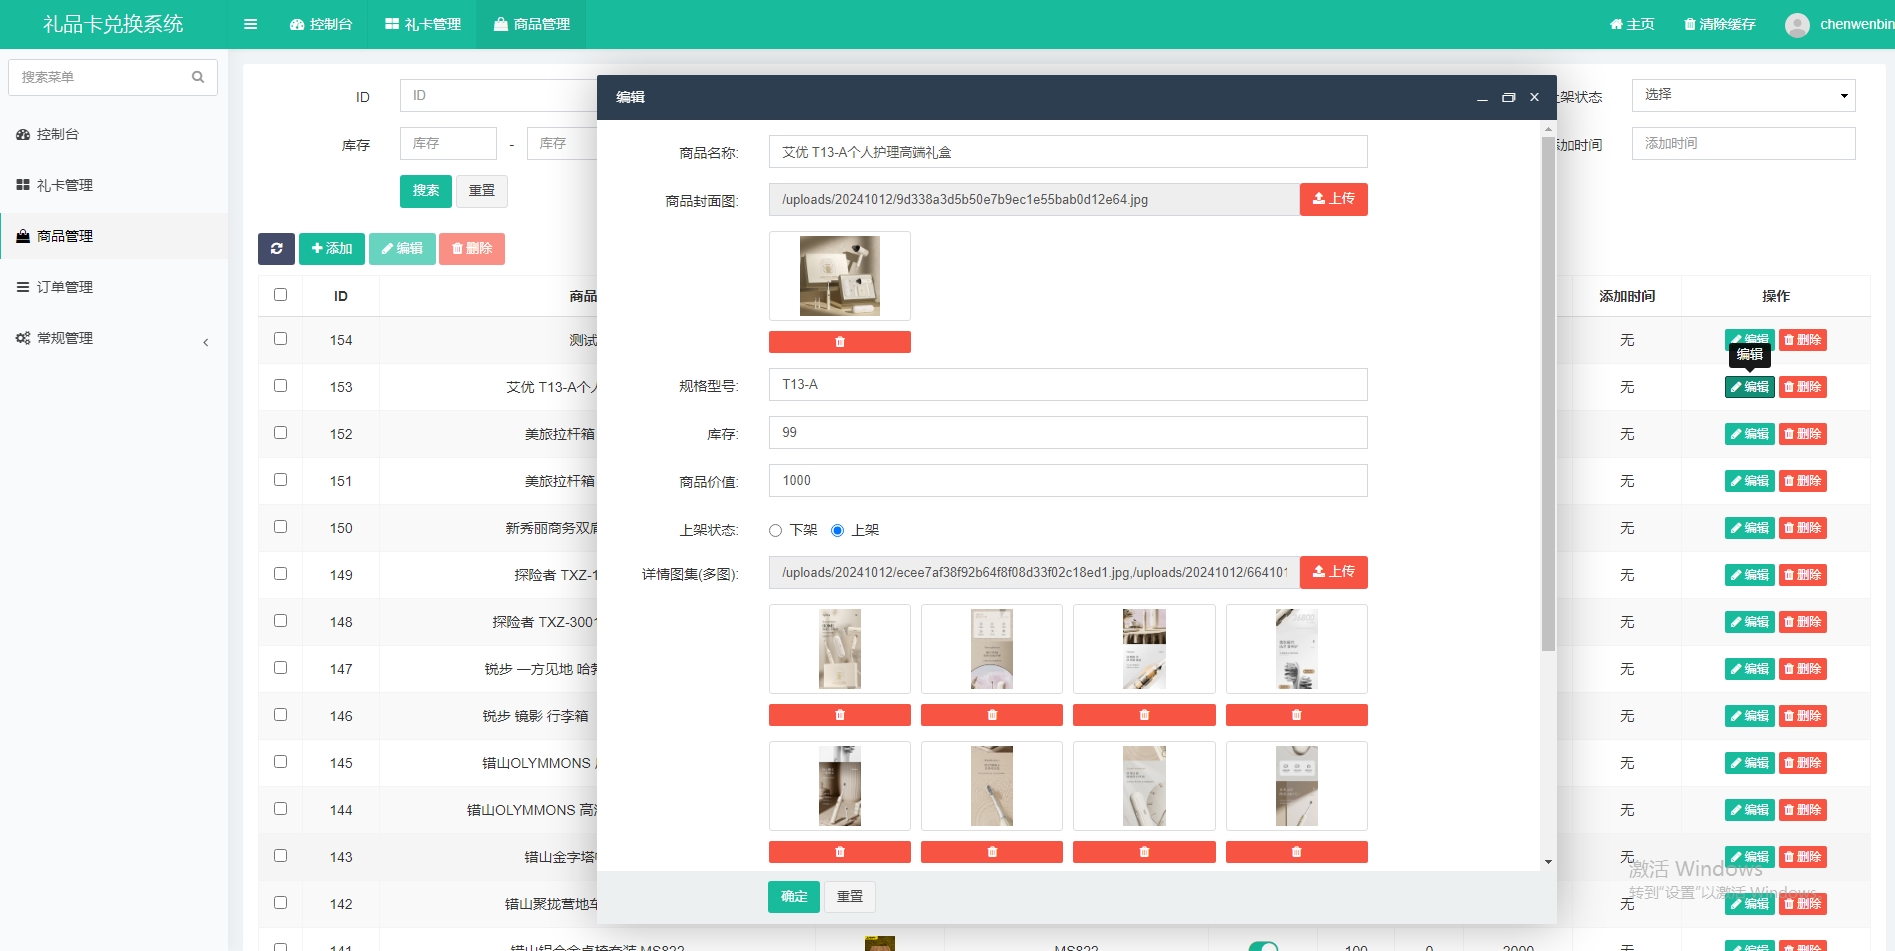 礼品卡兑换系统
控制台
礼卡管理
商品管理
主页
清除缓存
chenwenbin
搜索菜单
控制台
礼卡管理
商品管理
订单管理
常规管理
ID
ID
库存
库存 - 库存
搜索 重置
上架状态
选择
添加时间
添加时间
添加 编辑 删除
ID 商品 添加时间 操作
154 测试 无 编辑 删除
编辑
153 艾优 T13-A个人 无 编辑 删除
152 美旅拉杆箱 无 编辑 删除
151 美旅拉杆箱 无 编辑 删除
150 新秀丽商务双肩 无 编辑 删除
149 探险者 TXZ-1 无 编辑 删除
148 探险者 TXZ-3001 无 编辑 删除
147 锐步 一方见地 哈 无 编辑 删除
146 锐步 镜影 行李箱 无 编辑 删除
145 错山OLYMMONS 无 编辑 删除
144 错山OLYMMONS 高 无 编辑 删除
143 错山金字塔 无 编辑 删除
142 错山聚拢营地车 无 编辑 删除
141 错山铝合金桌椅套装 MS822 MS822 100 0 2000 无 编辑 删除
编辑
商品名称: 艾优 T13-A个人护理高端礼盒
商品封面图: /uploads/20241012/9d338a3d5b50e7b9ec1e55bab0d12e64.jpg 上传
规格型号: T13-A
库存: 99
商品价值: 1000
上架状态: 下架 上架
详情图集(多图): /uploads/20241012/ecee7af38f92b64f8f08d33f02c18ed1.jpg,/uploads/20241012/664101 上传
确定 重置
激活 Windows
转到"设置"以激活 Windows。